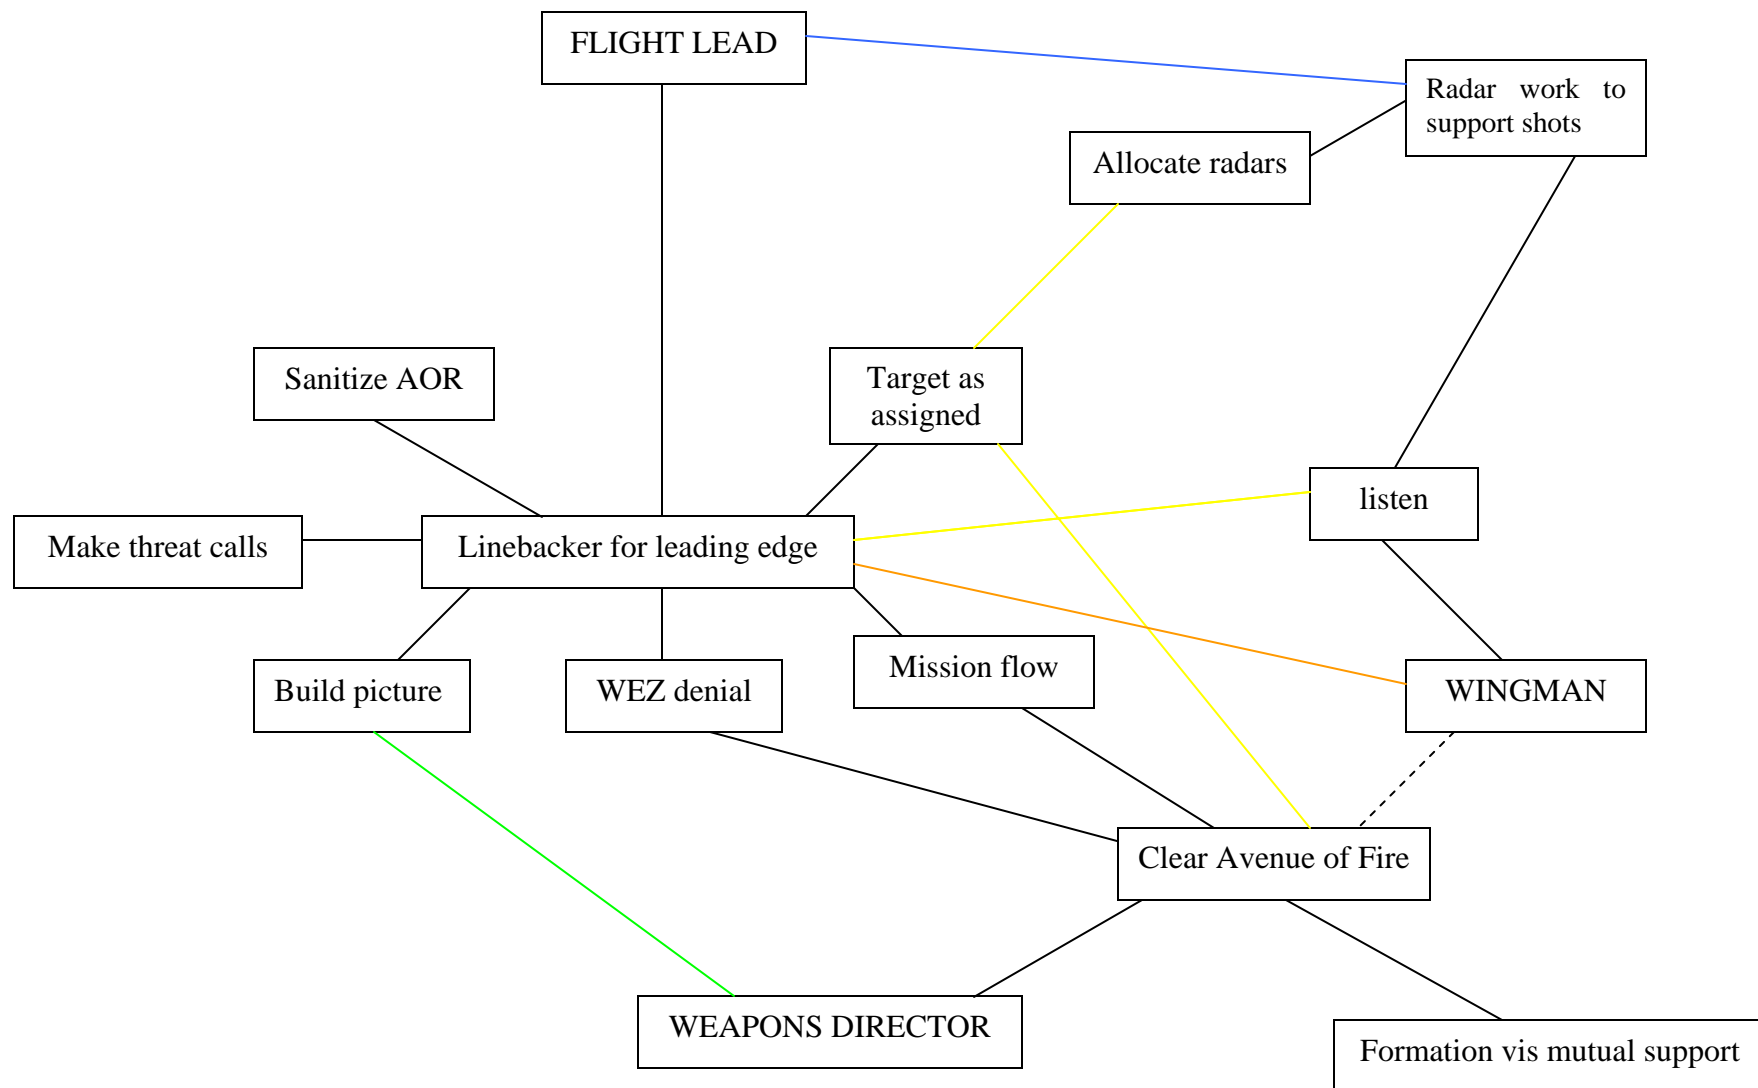 FLIGHT LEAD
Radar work to
support shots
Allocate radars
Sanitize AOR
Target as
assigned
listen
Make threat calls
Linebacker for leading edge
Mission flow
Build picture
WEZ denial
WINGMAN
Clear Avenue of Fire
WEAPONS DIRECTOR
Formation vis mutual support